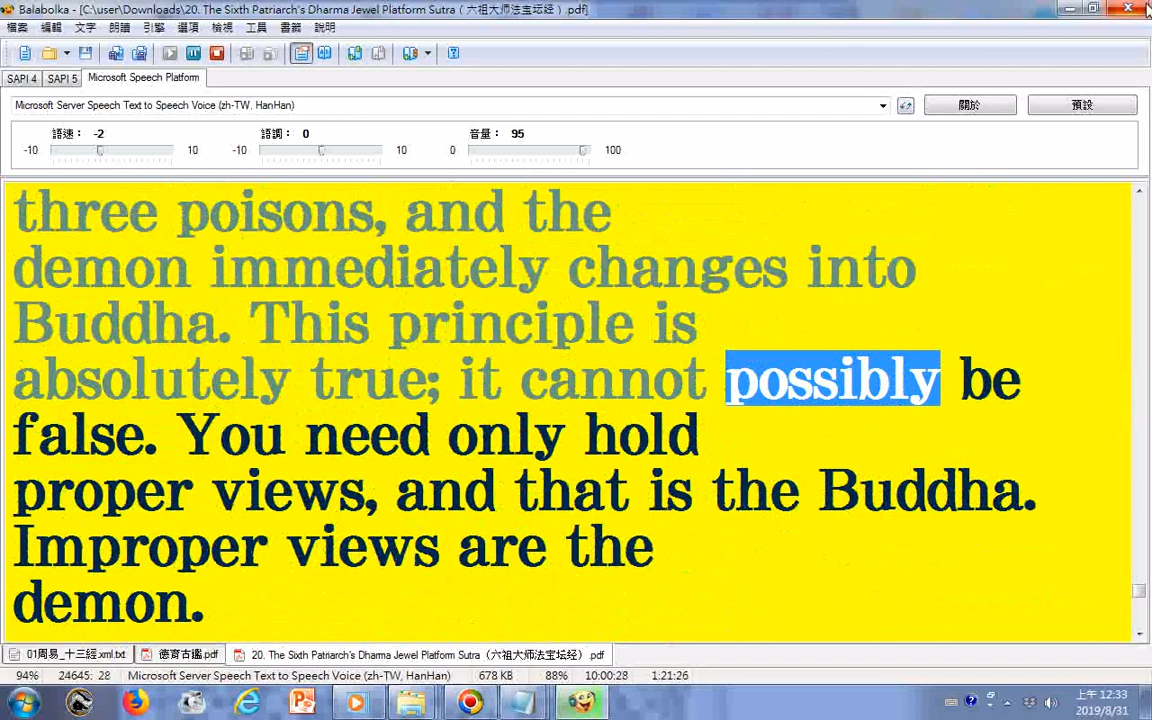 Balabolka - [C:\user\Downloads\20. The Sixth Patriarch's Dharma Jewel Platform Sutra（六祖大师法宝坛经）.pdf]
檔案 編輯 文字 朗讀 引擎 選項 檢視 工具 書籤 說明
SAPI 4 SAPI 5 Microsoft Speech Platform
Microsoft Server Speech Text to Speech Voice (zh-TW, HanHan) 關於 預設
語速： -2 語調： 0 音量： 95
-10 10 -10 10 0 100
three poisons, and the
demon immediately changes into
Buddha. This principle is
absolutely true; it cannot possibly be
false. You need only hold
proper views, and that is the Buddha.
Improper views are the
demon.
01周易_十三經.xml.txt 德育古鑑.pdf 20. The Sixth Patriarch's Dharma Jewel Platform Sutra（六祖大师法宝坛经）.pdf
94% 24645: 28 Microsoft Server Speech Text to Speech Voice (zh-TW, HanHan) 678 KB 88% 10:00:28 1:21:26
上午 12:33
2019/8/31